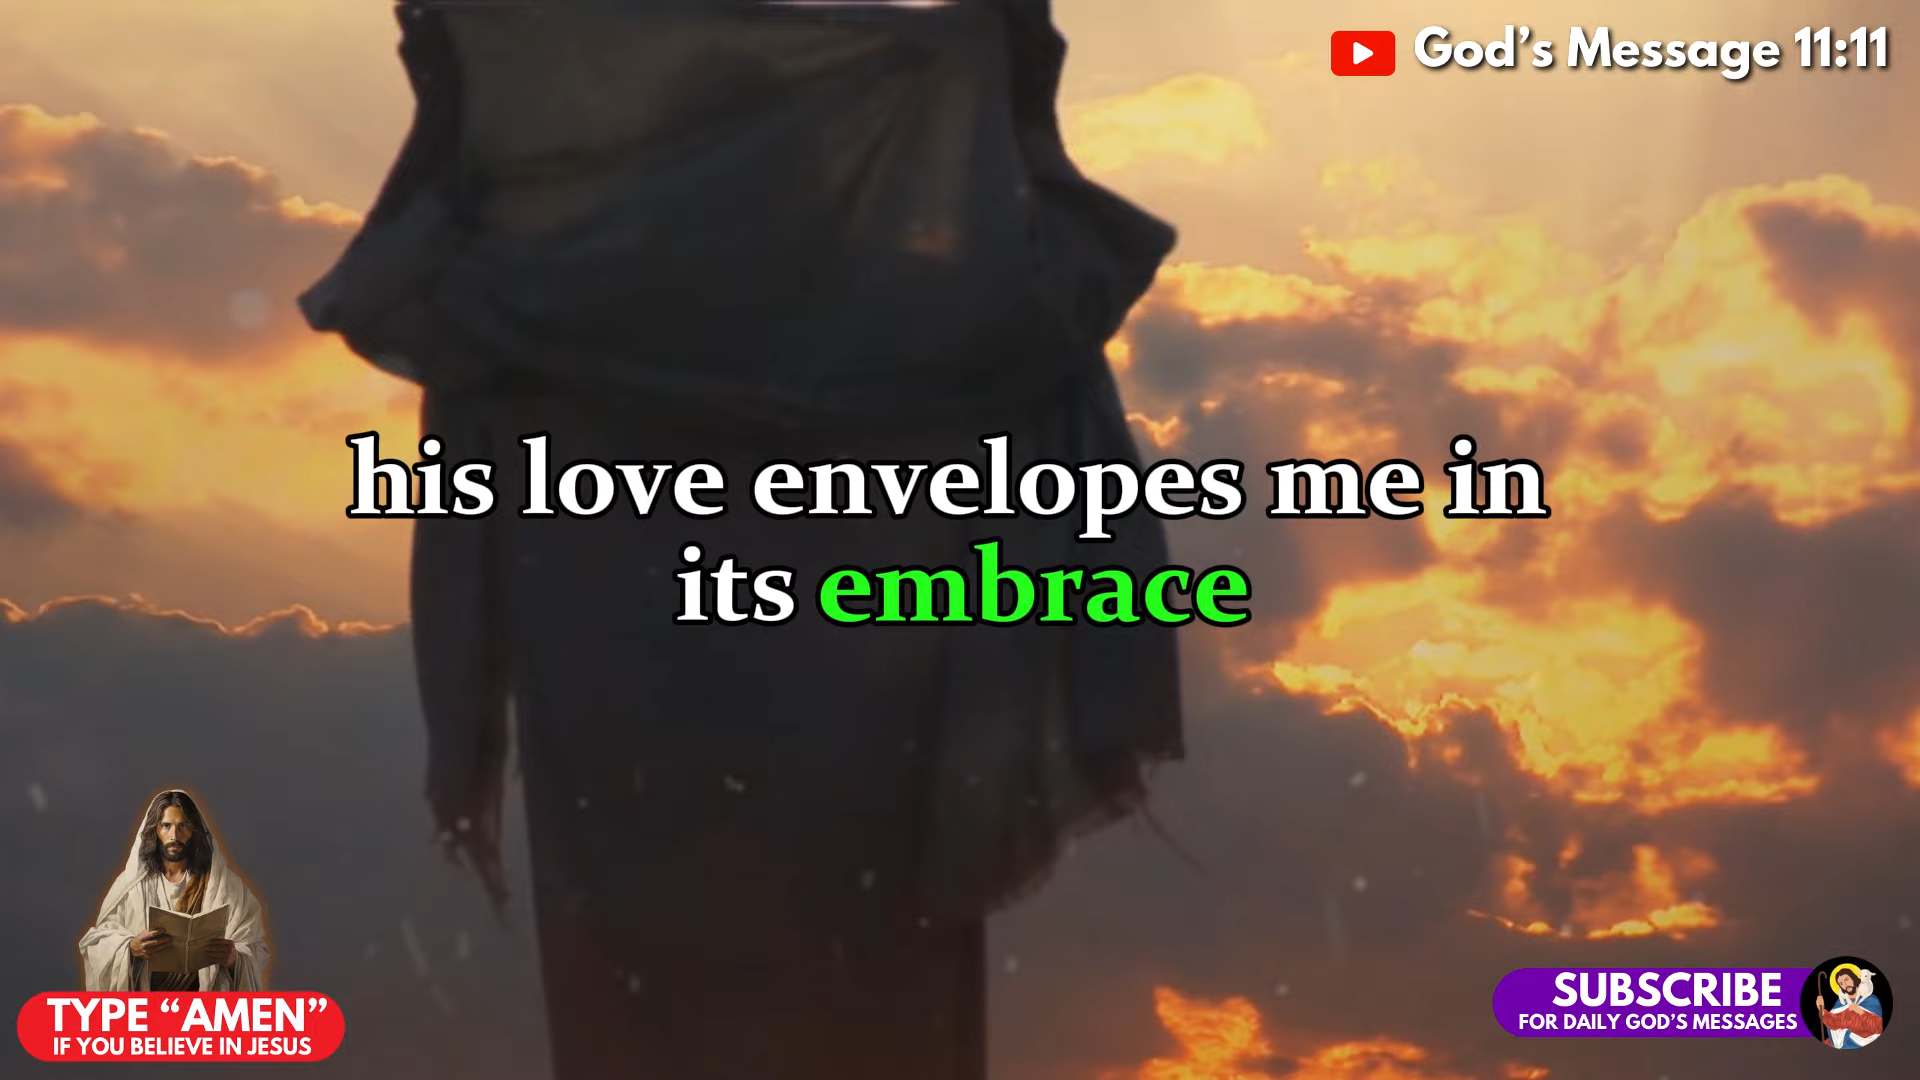 God's Message 11:11
his love envelopes me in
its embrace
TYPE “AMEN”
IF YOU BELIEVE IN JESUS
SUBSCRIBE
FOR DAILY GOD'S MESSAGES